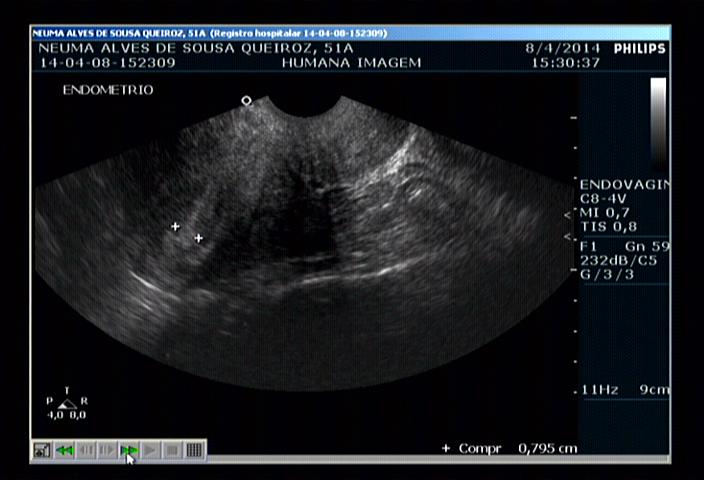 NEUMA ALVES DE SOUSA QUEIROZ, 51A (Registro hospitalar 14-04-08-152309)
NEUMA ALVES DE SOUSA QUEIROZ, 51A 8/4/2014 PHILIPS
14-04-08-152309 HUMANA IMAGEM 15:30:37
ENDOMETRIO
ENDOVAGIN
C8-4V
MI 0,7
TIS 0,8
F1 Gn 59
232dB/C5
G/3/3
11Hz 9cm
T
P R
4,0 8,0
+ Compr 0,795 cm